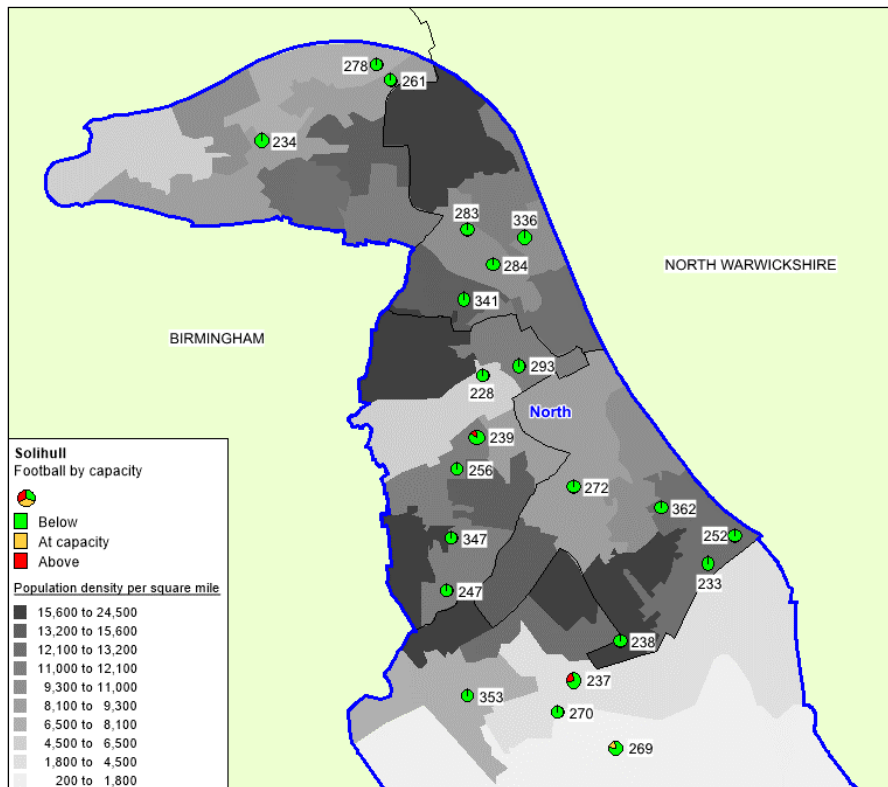 278
261
234
283
336
284
NORTH WARWICKSHIRE
341
BIRMINGHAM
293
228
North
239
256
272
362
347
252
233
247
238
237
353
270
269
Solihull
Football by capacity
Below
At capacity
Above
Population density per square mile
15,600 to 24,500
13,200 to 15,600
12,100 to 13,200
11,000 to 12,100
9,300 to 11,000
8,100 to 9,300
6,500 to 8,100
4,500 to 6,500
1,800 to 4,500
200 to 1,800